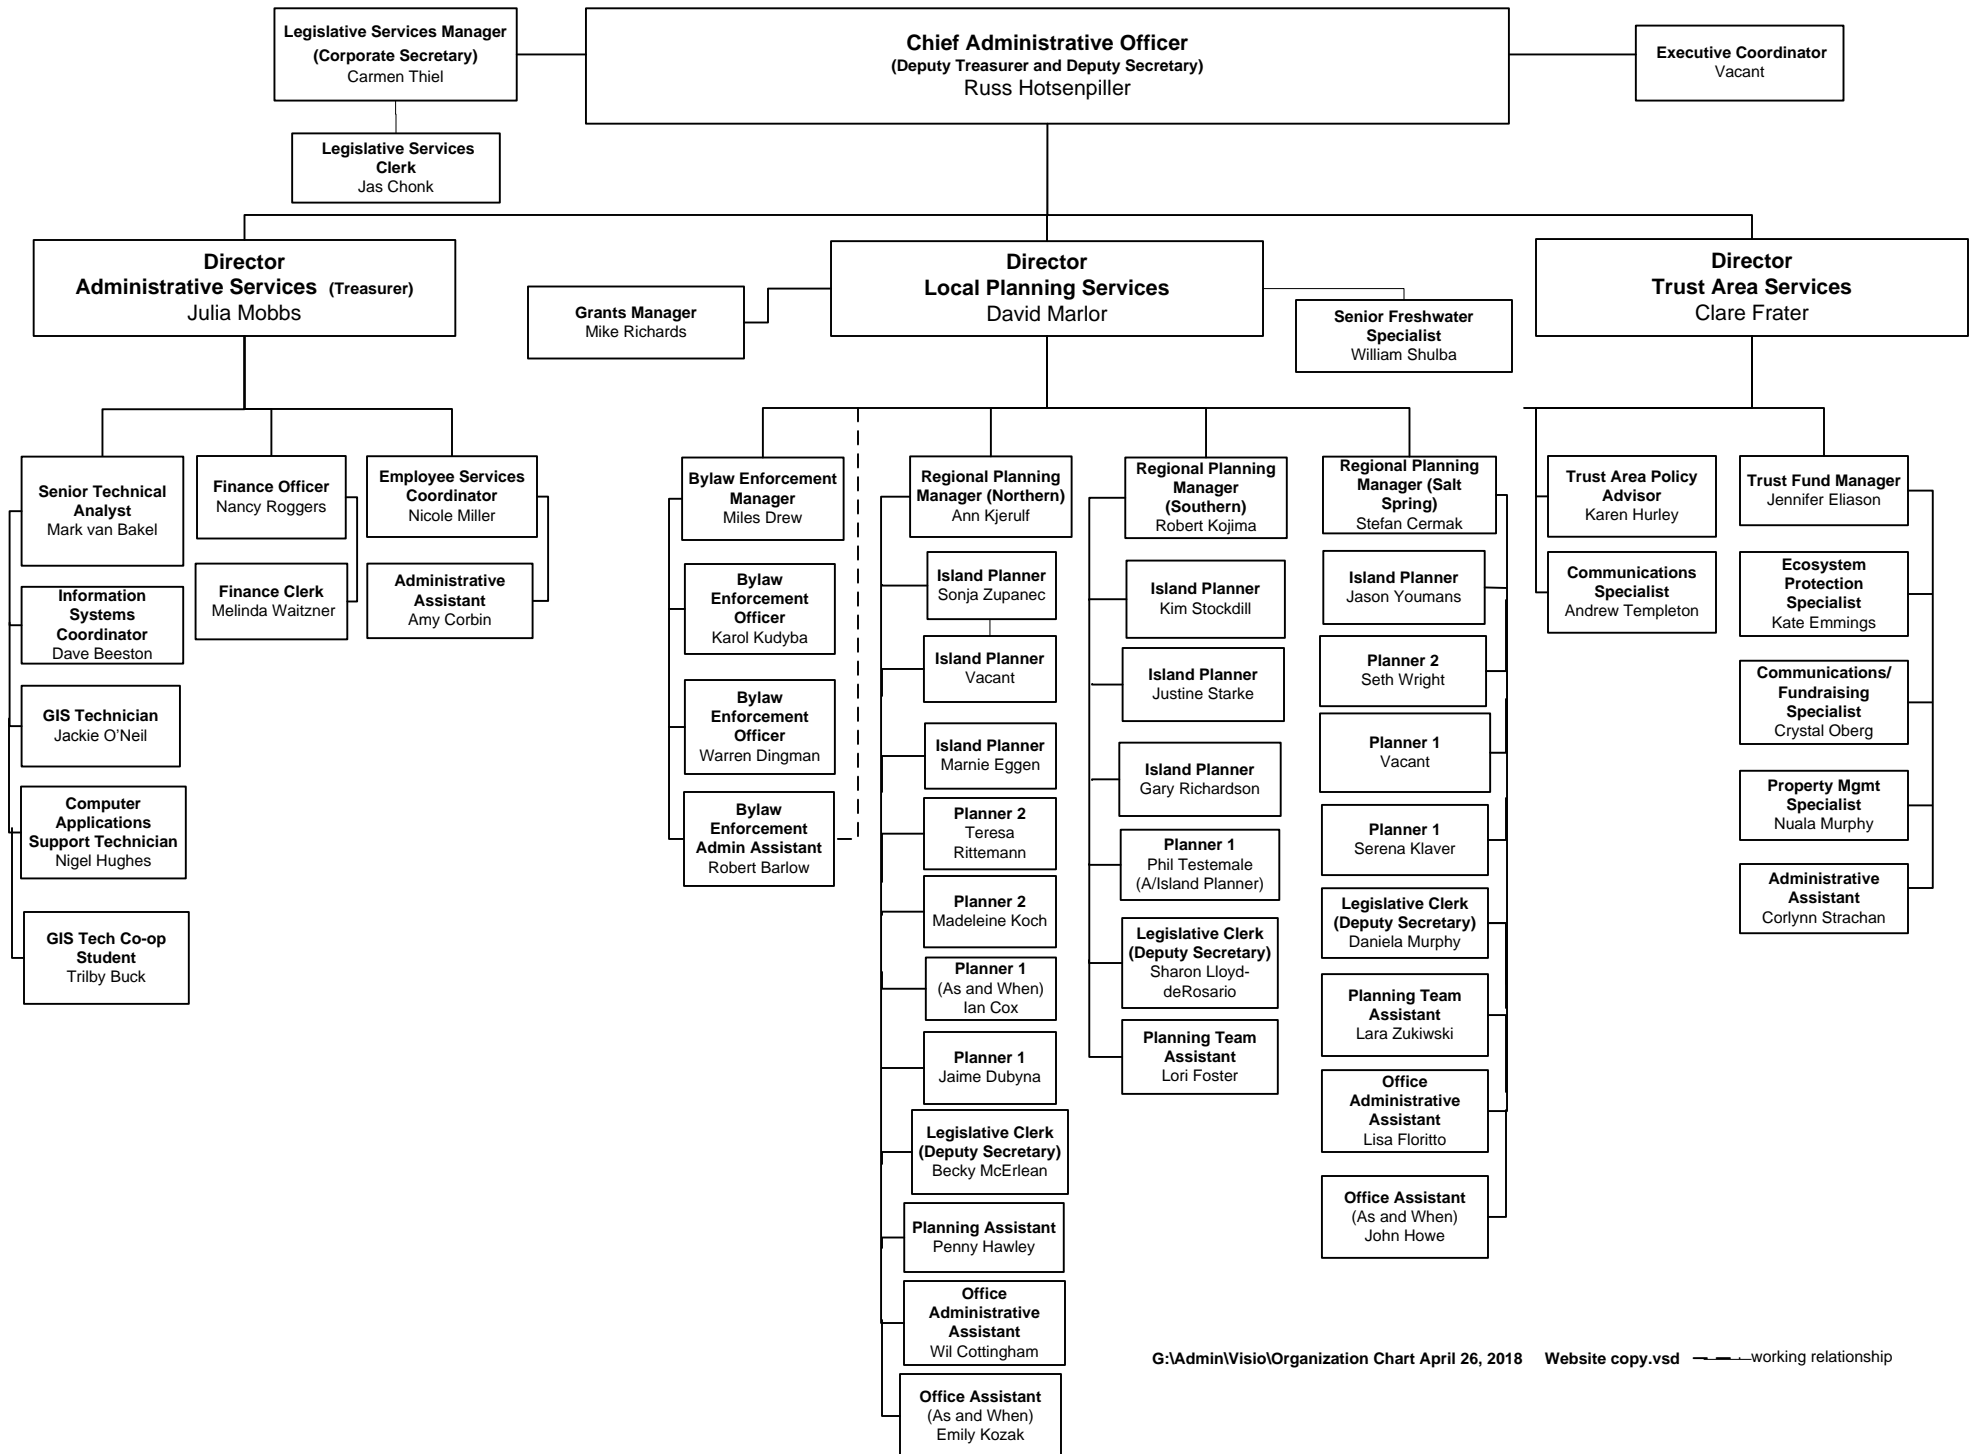 Legislative Services Manager
(Corporate Secretary)
Carmen Thiel
Chief Administrative Officer
(Deputy Treasurer and Deputy Secretary)
Russ Hotsenpiller
Executive Coordinator
Vacant
Legislative Services
Clerk
Jas Chonk
Director
Administrative Services (Treasurer)
Julia Mobbs
Director
Local Planning Services
David Marlor
Director
Trust Area Services
Clare Frater
Grants Manager
Mike Richards
Senior Freshwater
Specialist
William Shulba
Senior Technical
Analyst
Mark van Bakel
Information
Systems
Coordinator
Dave Beeston
GIS Technician
Jackie O’Neil
Computer
Applications
Support Technician
Nigel Hughes
GIS Tech Co-op
Student
Trilby Buck
Finance Officer
Nancy Roggers
Finance Clerk
Melinda Waitzner
Employee Services
Coordinator
Nicole Miller
Administrative
Assistant
Amy Corbin
Bylaw Enforcement
Manager
Miles Drew
Bylaw
Enforcement
Officer
Karol Kudyba
Bylaw
Enforcement
Officer
Warren Dingman
Bylaw
Enforcement
Admin Assistant
Robert Barlow
Regional Planning
Manager (Northern)
Ann Kjerulf
Island Planner
Sonja Zupanec
Island Planner
Vacant
Island Planner
Marnie Eggen
Planner 2
Teresa
Rittemann
Planner 2
Madeleine Koch
Planner 1
(As and When)
Ian Cox
Planner 1
Jaime Dubyna
Legislative Clerk
(Deputy Secretary)
Becky McErlean
Planning Assistant
Penny Hawley
Office
Administrative
Assistant
Wil Cottingham
Office Assistant
(As and When)
Emily Kozak
Regional Planning
Manager
(Southern)
Robert Kojima
Island Planner
Kim Stockdill
Island Planner
Justine Starke
Island Planner
Gary Richardson
Planner 1
Phil Testemale
(A/Island Planner)
Legislative Clerk
(Deputy Secretary)
Sharon Lloyd-
deRosario
Planning Team
Assistant
Lori Foster
Regional Planning
Manager (Salt
Spring)
Stefan Cermak
Island Planner
Jason Youmans
Planner 2
Seth Wright
Planner 1
Vacant
Planner 1
Serena Klaver
Legislative Clerk
(Deputy Secretary)
Daniela Murphy
Planning Team
Assistant
Lara Zukiwski
Office
Administrative
Assistant
Lisa Floritto
Office Assistant
(As and When)
John Howe
Trust Area Policy
Advisor
Karen Hurley
Communications
Specialist
Andrew Templeton
Trust Fund Manager
Jennifer Eliason
Ecosystem
Protection
Specialist
Kate Emmings
Communications/
Fundraising
Specialist
Crystal Oberg
Property Mgmt
Specialist
Nuala Murphy
Administrative
Assistant
Corlynn Strachan
G:\Admin\Visio\Organization Chart April 26, 2018 Website copy.vsd working relationship